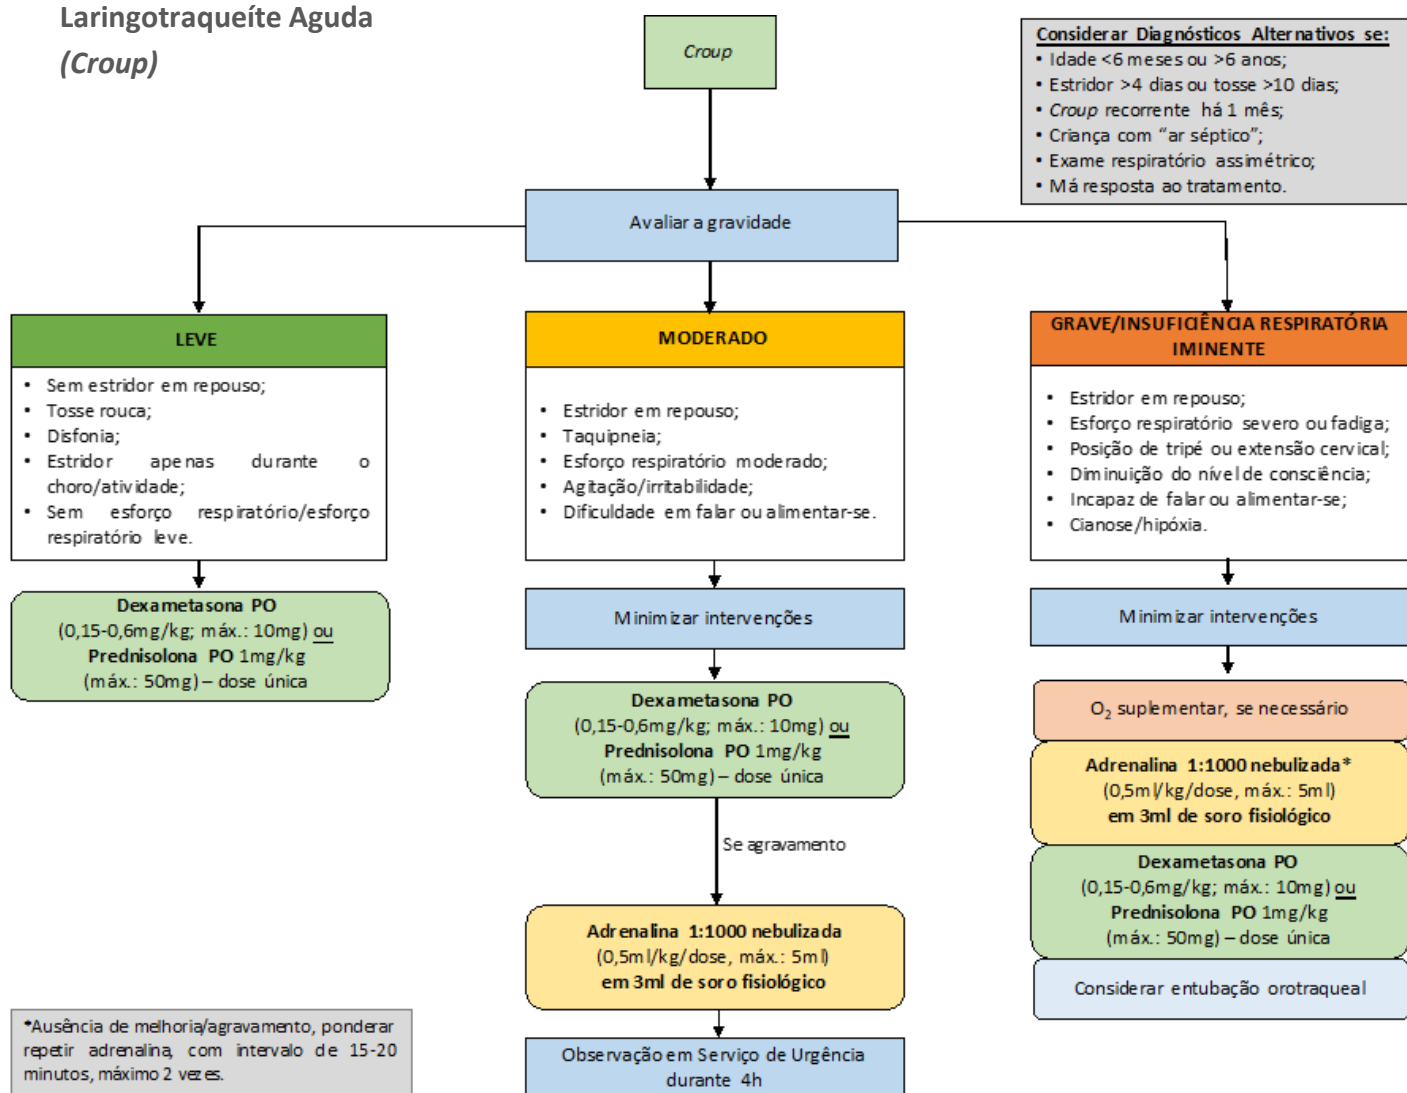 Laringotraqueíte Aguda
(Croup)
Croup
Considerar Diagnósticos Alternativos se:
• Idade <6 meses ou >6 anos;
• Estridor >4 dias ou tosse >10 dias;
• Croup recorrente há 1 mês;
• Criança com “ar séptico”;
• Exame respiratório assimétrico;
• Má resposta ao tratamento.
Avaliar a gravidade
LEVE
• Sem estridor em repouso;
• Tosse rouca;
• Disfonia;
• Estridor apenas durante o
choro/atividade;
• Sem esforço respiratório/esforço
respiratório leve.
Dexametasona PO
(0,15-0,6mg/kg; máx.: 10mg) ou
Prednisolona PO 1mg/kg
(máx.: 50mg) – dose única
MODERADO
• Estridor em repouso;
• Taquipneia;
• Esforço respiratório moderado;
• Agitação/irritabilidade;
• Dificuldade em falar ou alimentar-se.
Minimizar intervenções
Dexametasona PO
(0,15-0,6mg/kg; máx.: 10mg) ou
Prednisolona PO 1mg/kg
(máx.: 50mg) – dose única
Se agravamento
Adrenalina 1:1000 nebulizada
(0,5ml/kg/dose, máx.: 5ml)
em 3ml de soro fisiológico
Observação em Serviço de Urgência
durante 4h
GRAVE/INSUFICIÊNCIA RESPIRATÓRIA
IMINENTE
• Estridor em repouso;
• Esforço respiratório severo ou fadiga;
• Posição de tripé ou extensão cervical;
• Diminuição do nível de consciência;
• Incapaz de falar ou alimentar-se;
• Cianose/hipóxia.
Minimizar intervenções
O₂ suplementar, se necessário
Adrenalina 1:1000 nebulizada*
(0,5ml/kg/dose, máx.: 5ml)
em 3ml de soro fisiológico
Dexametasona PO
(0,15-0,6mg/kg; máx.: 10mg) ou
Prednisolona PO 1mg/kg
(máx.: 50mg) – dose única
Considerar entubação orotraqueal
*Ausência de melhoria/agravamento, ponderar
repetir adrenalina, com intervalo de 15-20
minutos, máximo 2 vezes.